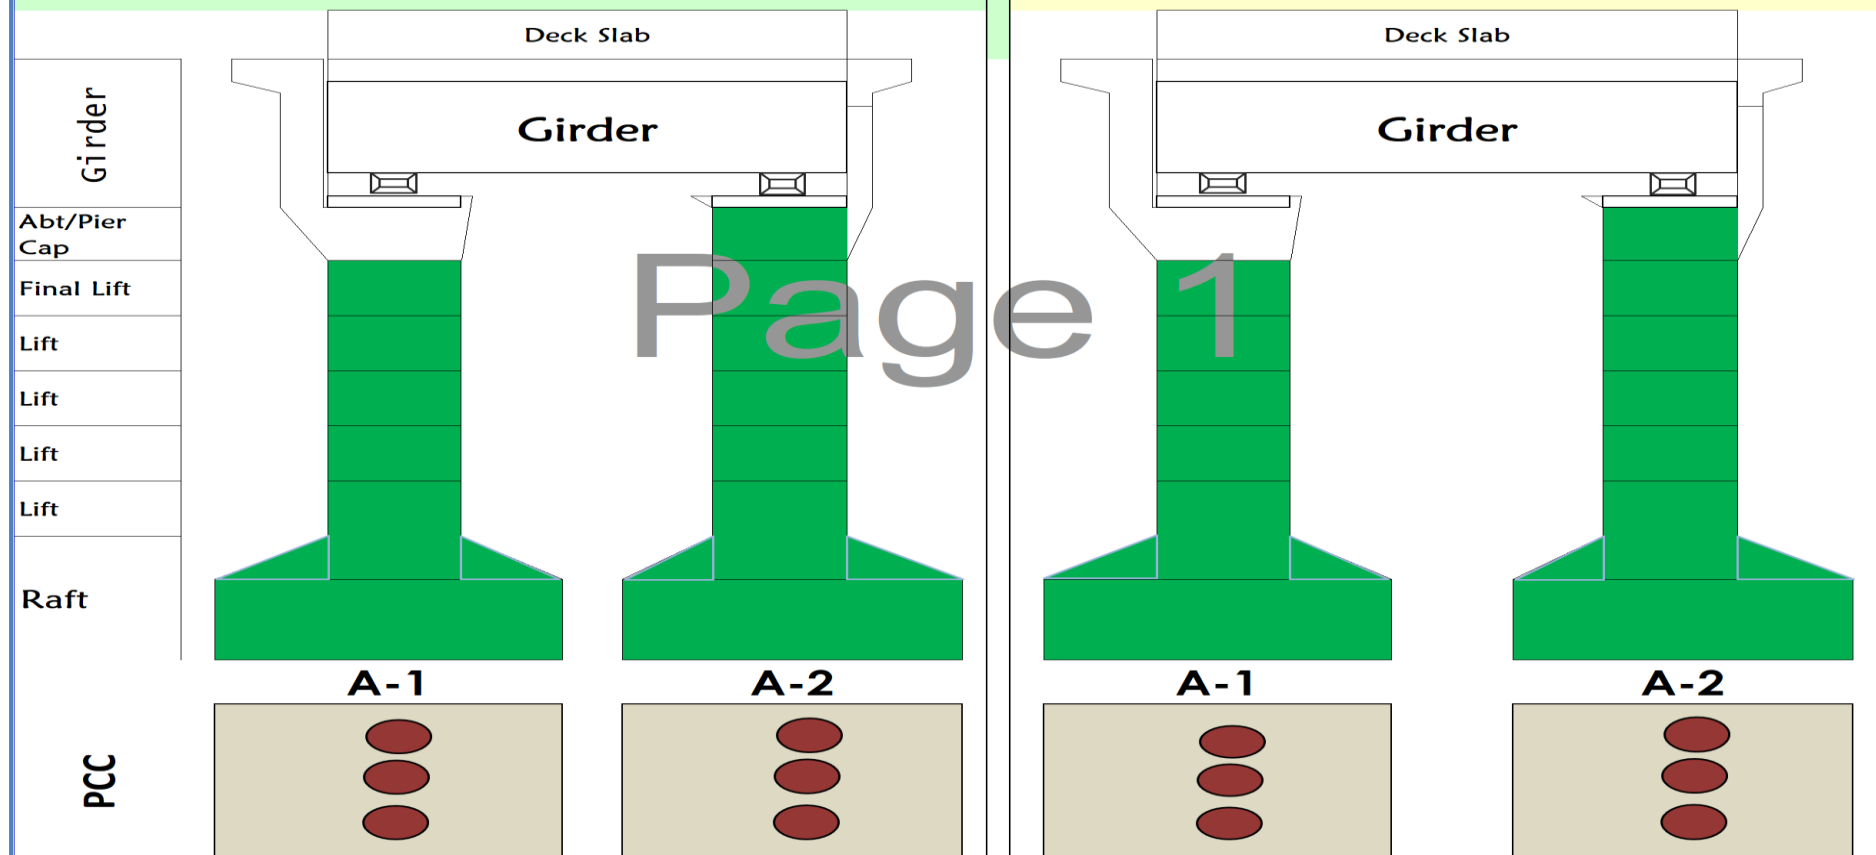 Deck Slab
Deck Slab
Girder
Girder
Girder
Abt/Pier
Cap
Final Lift
Lift
Lift
Lift
Lift
Raft
Page 1
A-1
A-2
A-1
A-2
PCC